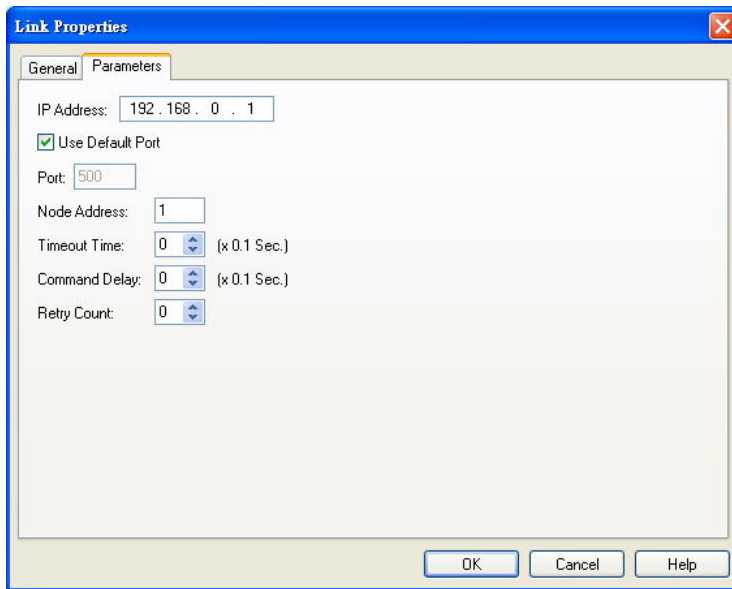 Link Properties
General Parameters
IP Address: 192 . 168 . 0 . 1
Use Default Port
Port: 500
Node Address: 1
Timeout Time: 0 (x 0.1 Sec.)
Command Delay: 0 (x 0.1 Sec.)
Retry Count: 0
OK Cancel Help